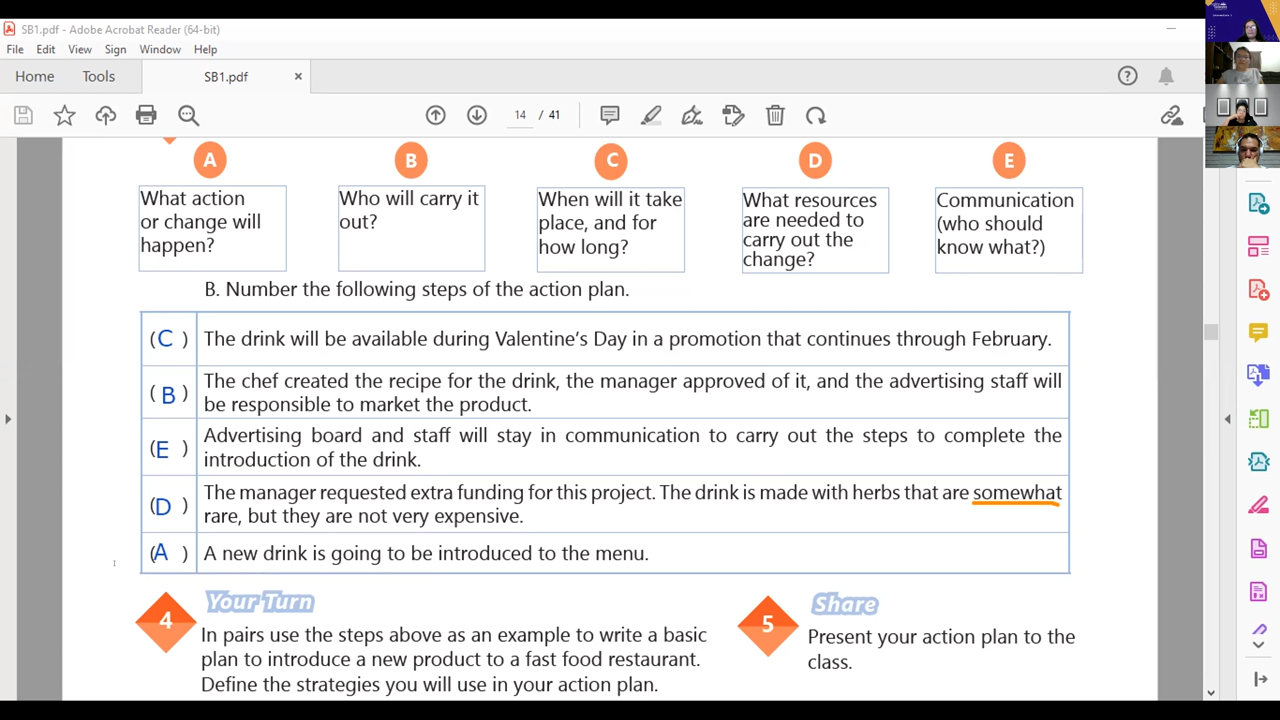 SB1.pdf - Adobe Acrobat Reader (64-bit)
File Edit View Sign Window Help
Home Tools SB1.pdf ×
14 / 41
A B C D E
What action
or change will
happen?
Who will carry it
out?
When will it take
place, and for
how long?
What resources
are needed to
carry out the
change?
Communication
(who should
know what?)
B. Number the following steps of the action plan.
( C ) The drink will be available during Valentine's Day in a promotion that continues through February.
( B ) The chef created the recipe for the drink, the manager approved of it, and the advertising staff will
be responsible to market the product.
( E ) Advertising board and staff will stay in communication to carry out the steps to complete the
introduction of the drink.
( D ) The manager requested extra funding for this project. The drink is made with herbs that are somewhat
rare, but they are not very expensive.
( A ) A new drink is going to be introduced to the menu.
4 Your Turn
In pairs use the steps above as an example to write a basic
plan to introduce a new product to a fast food restaurant.
Define the strategies you will use in your action plan.
5 Share
Present your action plan to the
class.